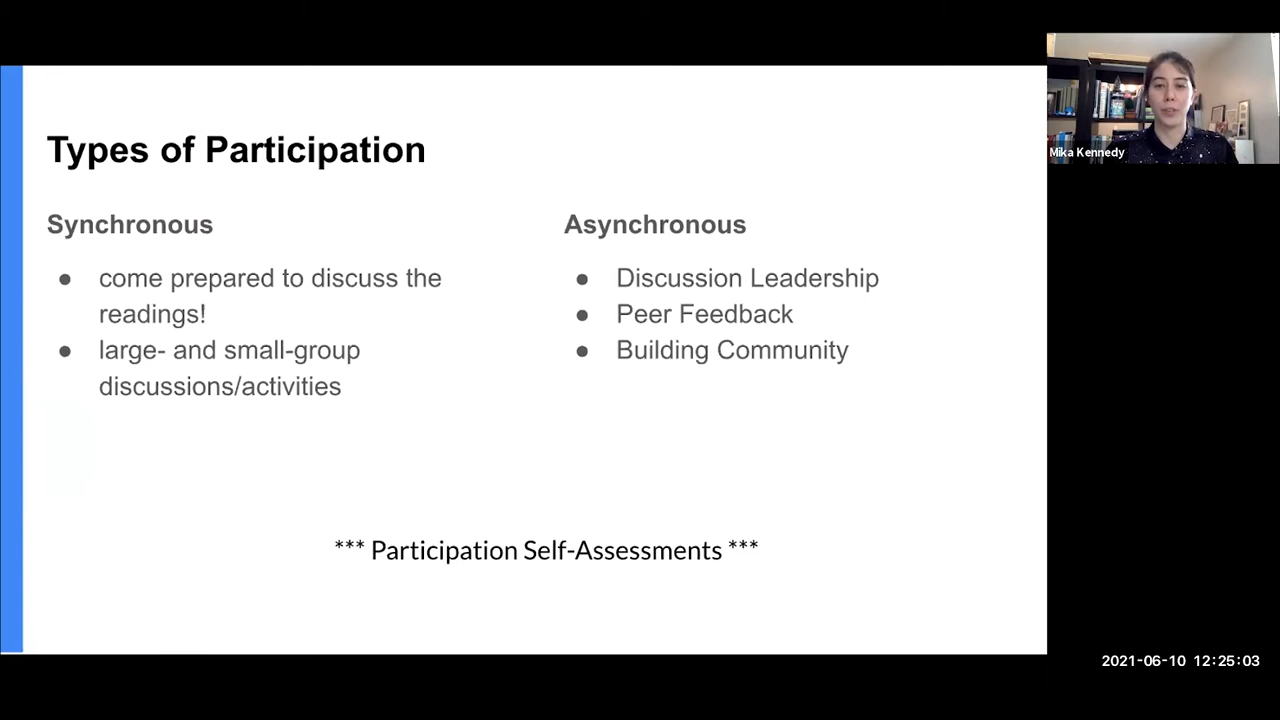 Types of Participation
Synchronous
● come prepared to discuss the
readings!
● large- and small-group
discussions/activities
Asynchronous
● Discussion Leadership
● Peer Feedback
● Building Community
*** Participation Self-Assessments ***
Mika Kennedy
2021-06-10 12:25:03